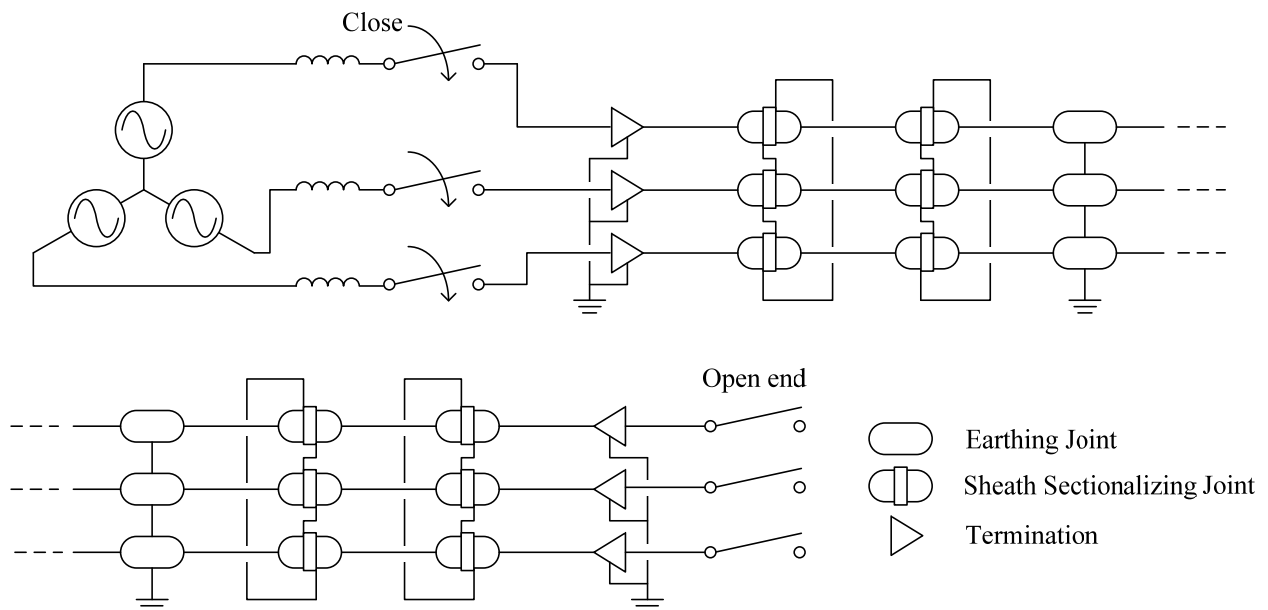 Close
Open end
Earthing Joint
Sheath Sectionalizing Joint
Termination